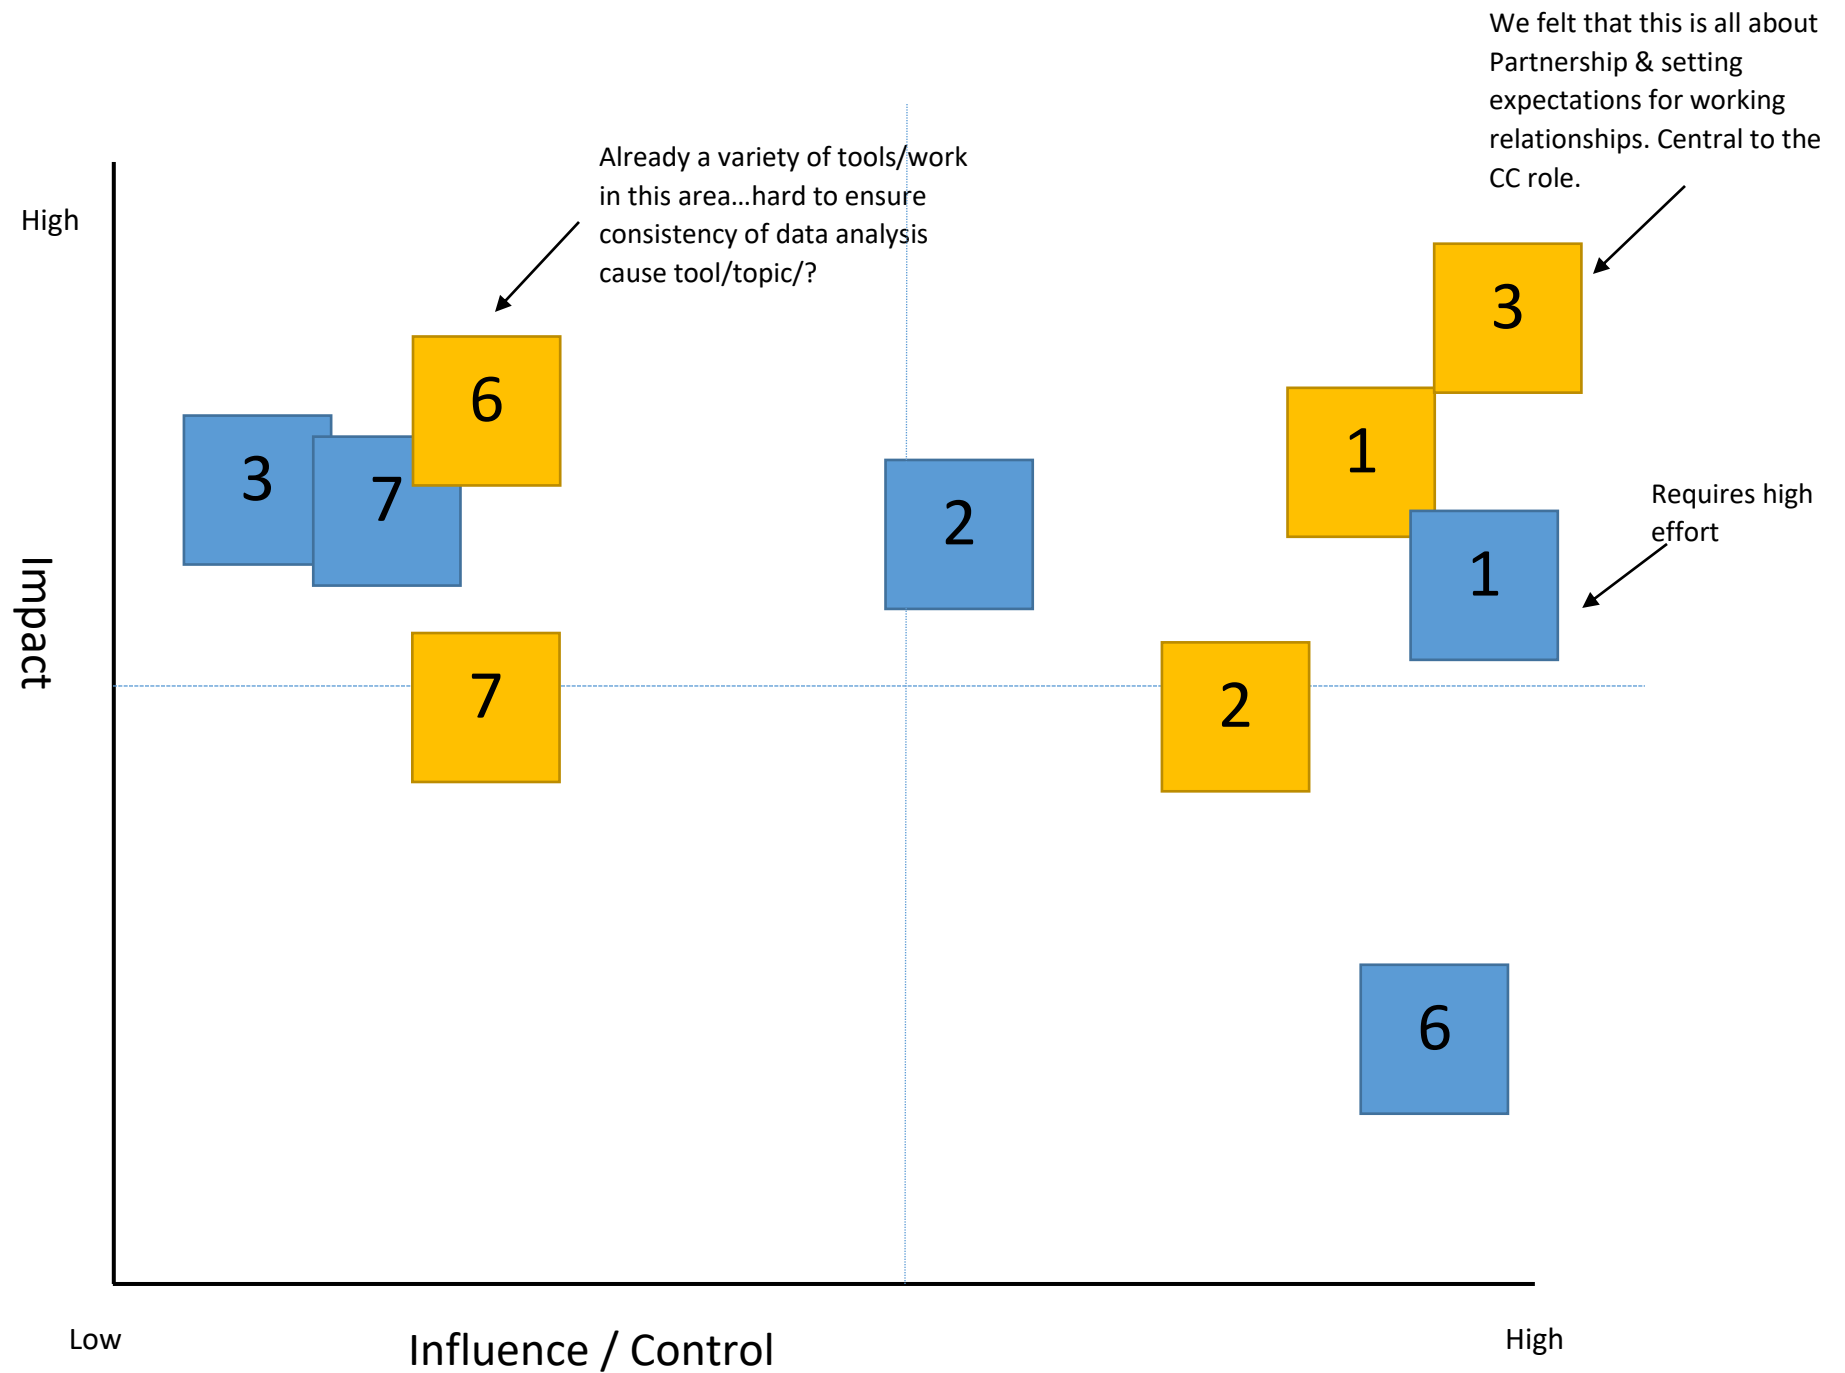 We felt that this is all about
Partnership & setting
expectations for working
relationships. Central to the
CC role.
Already a variety of tools/work
in this area…hard to ensure
consistency of data analysis
cause tool/topic/?
High
3
6
1
3
7
2
Requires high
effort
1
Impact
7
2
6
Low
Influence / Control
High